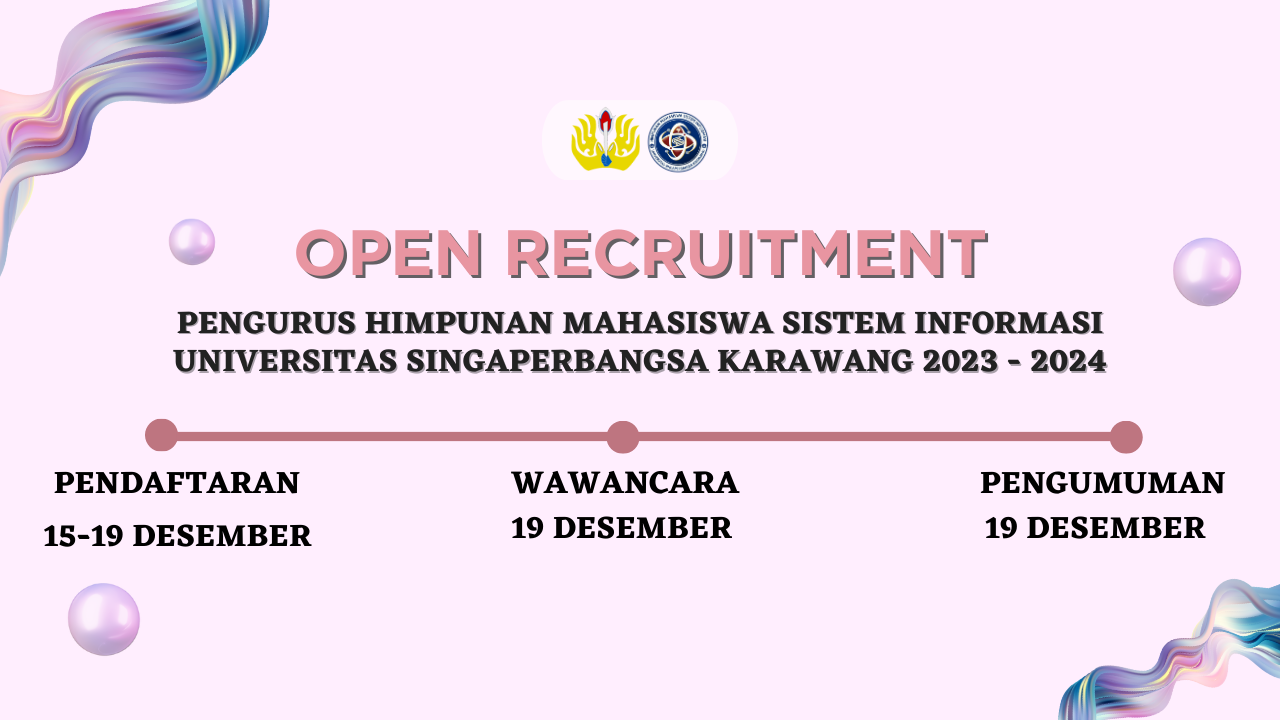 OPEN RECRUITMENT
PENGURUS HIMPUNAN MAHASISWA SISTEM INFORMASI
UNIVERSITAS SINGAPERBANGSA KARAWANG 2023 - 2024
PENDAFTARAN
15-19 DESEMBER
WAWANCARA
19 DESEMBER
PENGUMUMAN
19 DESEMBER